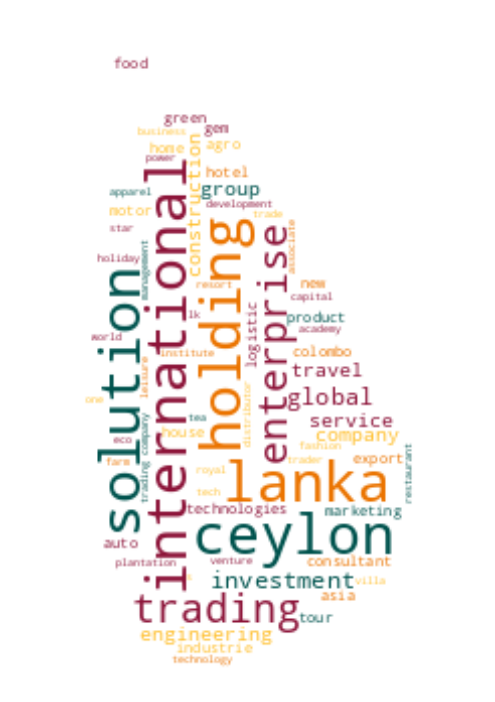 food
green
gem
business
home
agro
power
construction
international
hotel
apparel
group
development
motor
trade
star
holding
enterprise
associate
holiday
management
solution
resort
new
capital
lk
logistic
product
academy
world
institute
colombo
leisure
travel
one
distributor
global
tea
trading company
service
house
company
eco
fashion
farm
trader
export
restaurant
royal
lanka
tech
technologies
marketing
ceylon
auto
plantation
venture
consultant
investment
villa
asia
trading
tour
engineering
industrie
technology